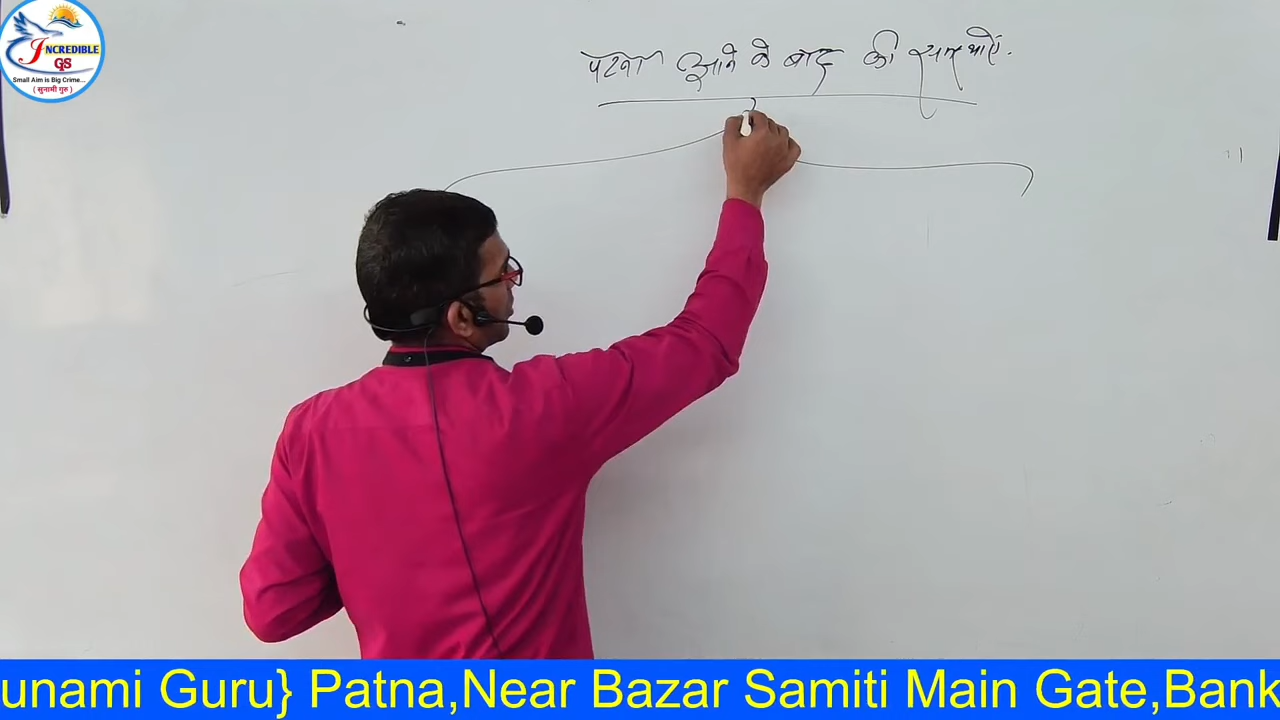 INCREDIBLE
GS
Small Aim is Big Crime...
( सुनामी गुरु )
पटना आने के बाद की समस्याएँ.
unami Guru} Patna,Near Bazar Samiti Main Gate,Bank